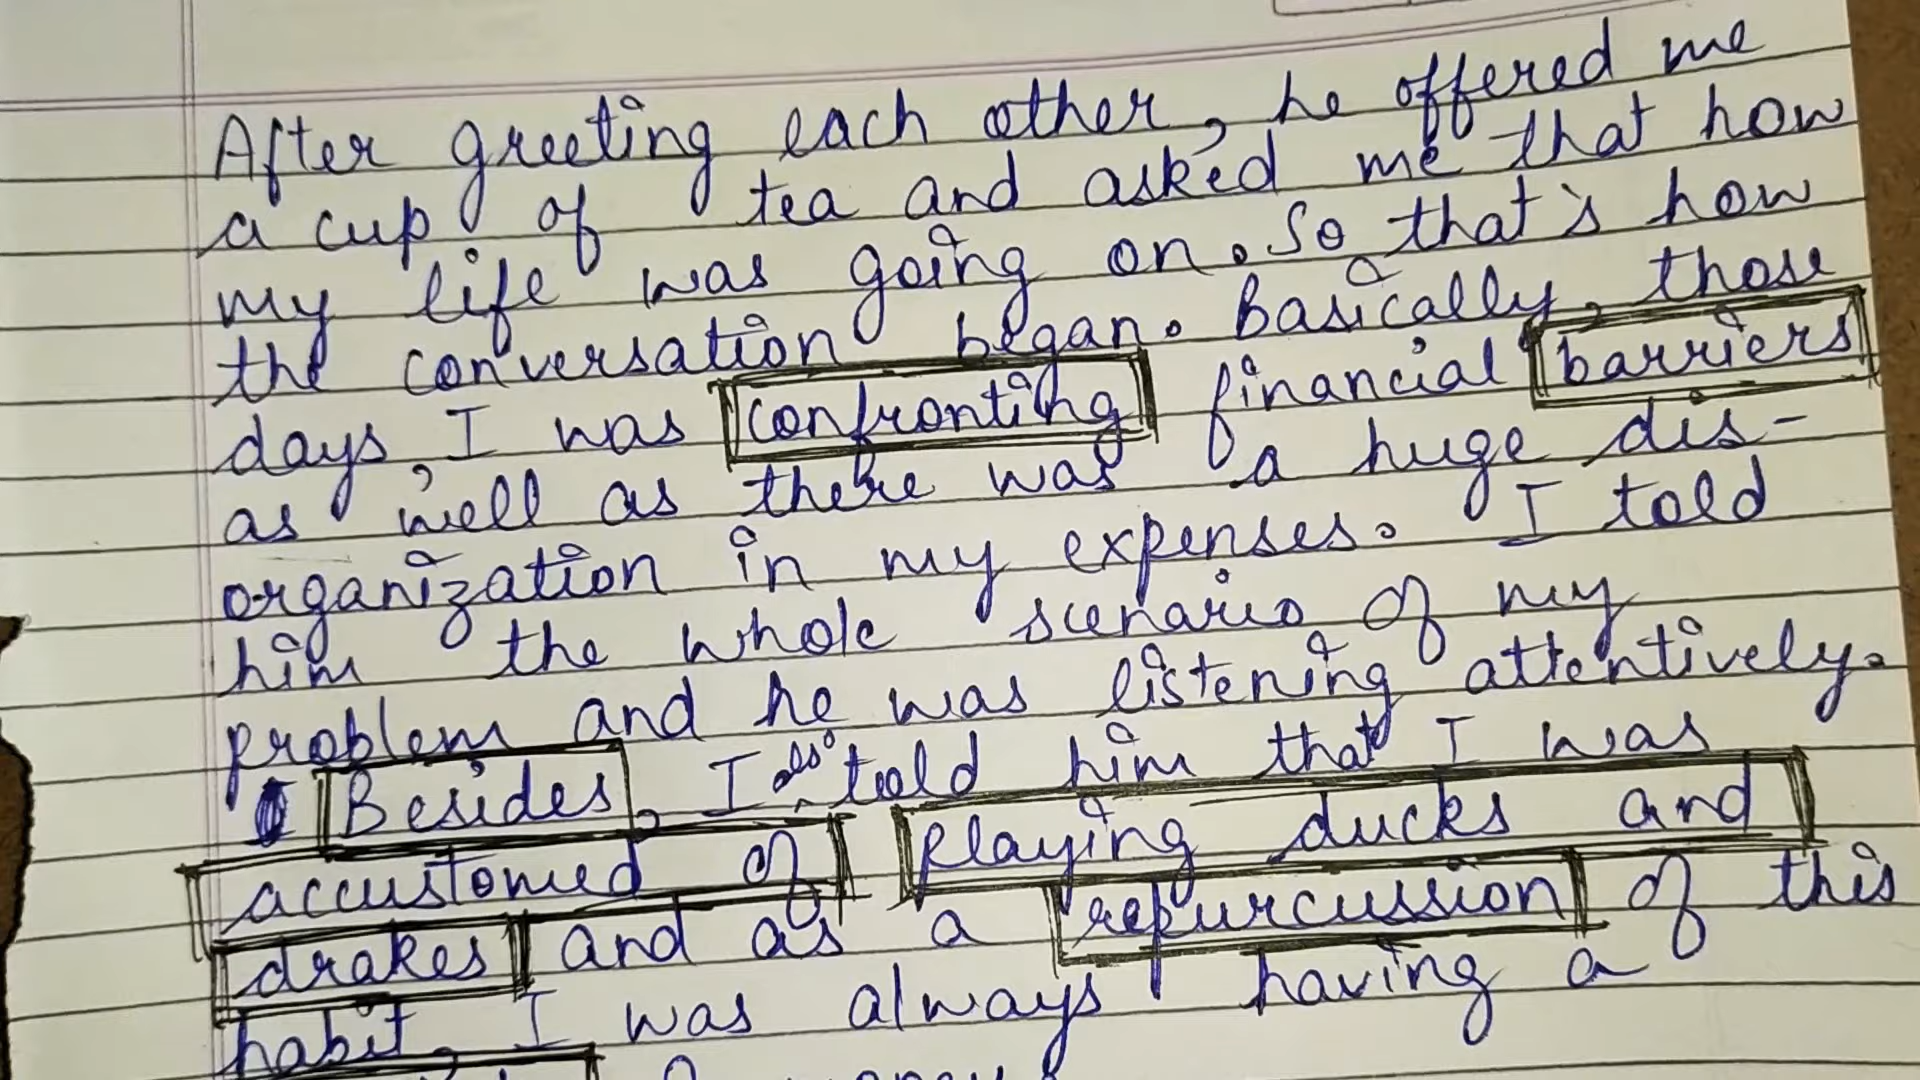 After greeting each other, he offered me
a cup of tea and asked me that how
my life was going on. So that's how
the conversation began. Basically, those
days, I was confronting financial barriers
as well as there was a huge dis-
organization in my expenses. I told
him the whole scenario of my
problem and he was listening attentively.
Besides, I also told him that I was
accustomed of playing ducks and
drakes and as a repurcussion of this
habit, I was always having a